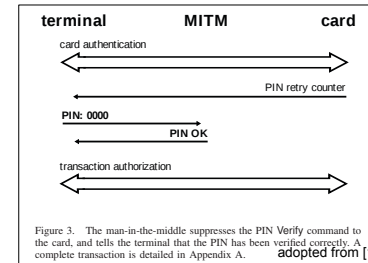 terminal MITM card
card authentication
PIN retry counter
PIN: 0000
PIN OK
transaction authorization
Figure 3. The man-in-the-middle suppresses the PIN Verify command to
the card, and tells the terminal that the PIN has been verified correctly. A
complete transaction is detailed in Appendix A.
adopted from [